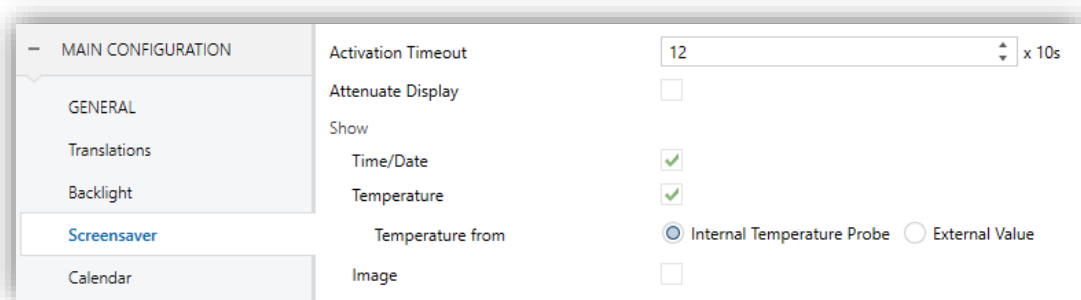 MAIN CONFIGURATION
GENERAL
Translations
Backlight
Screensaver
Calendar
Activation Timeout 12 x 10s
Attenuate Display
Show
Time/Date
Temperature
Temperature from Internal Temperature Probe External Value
Image